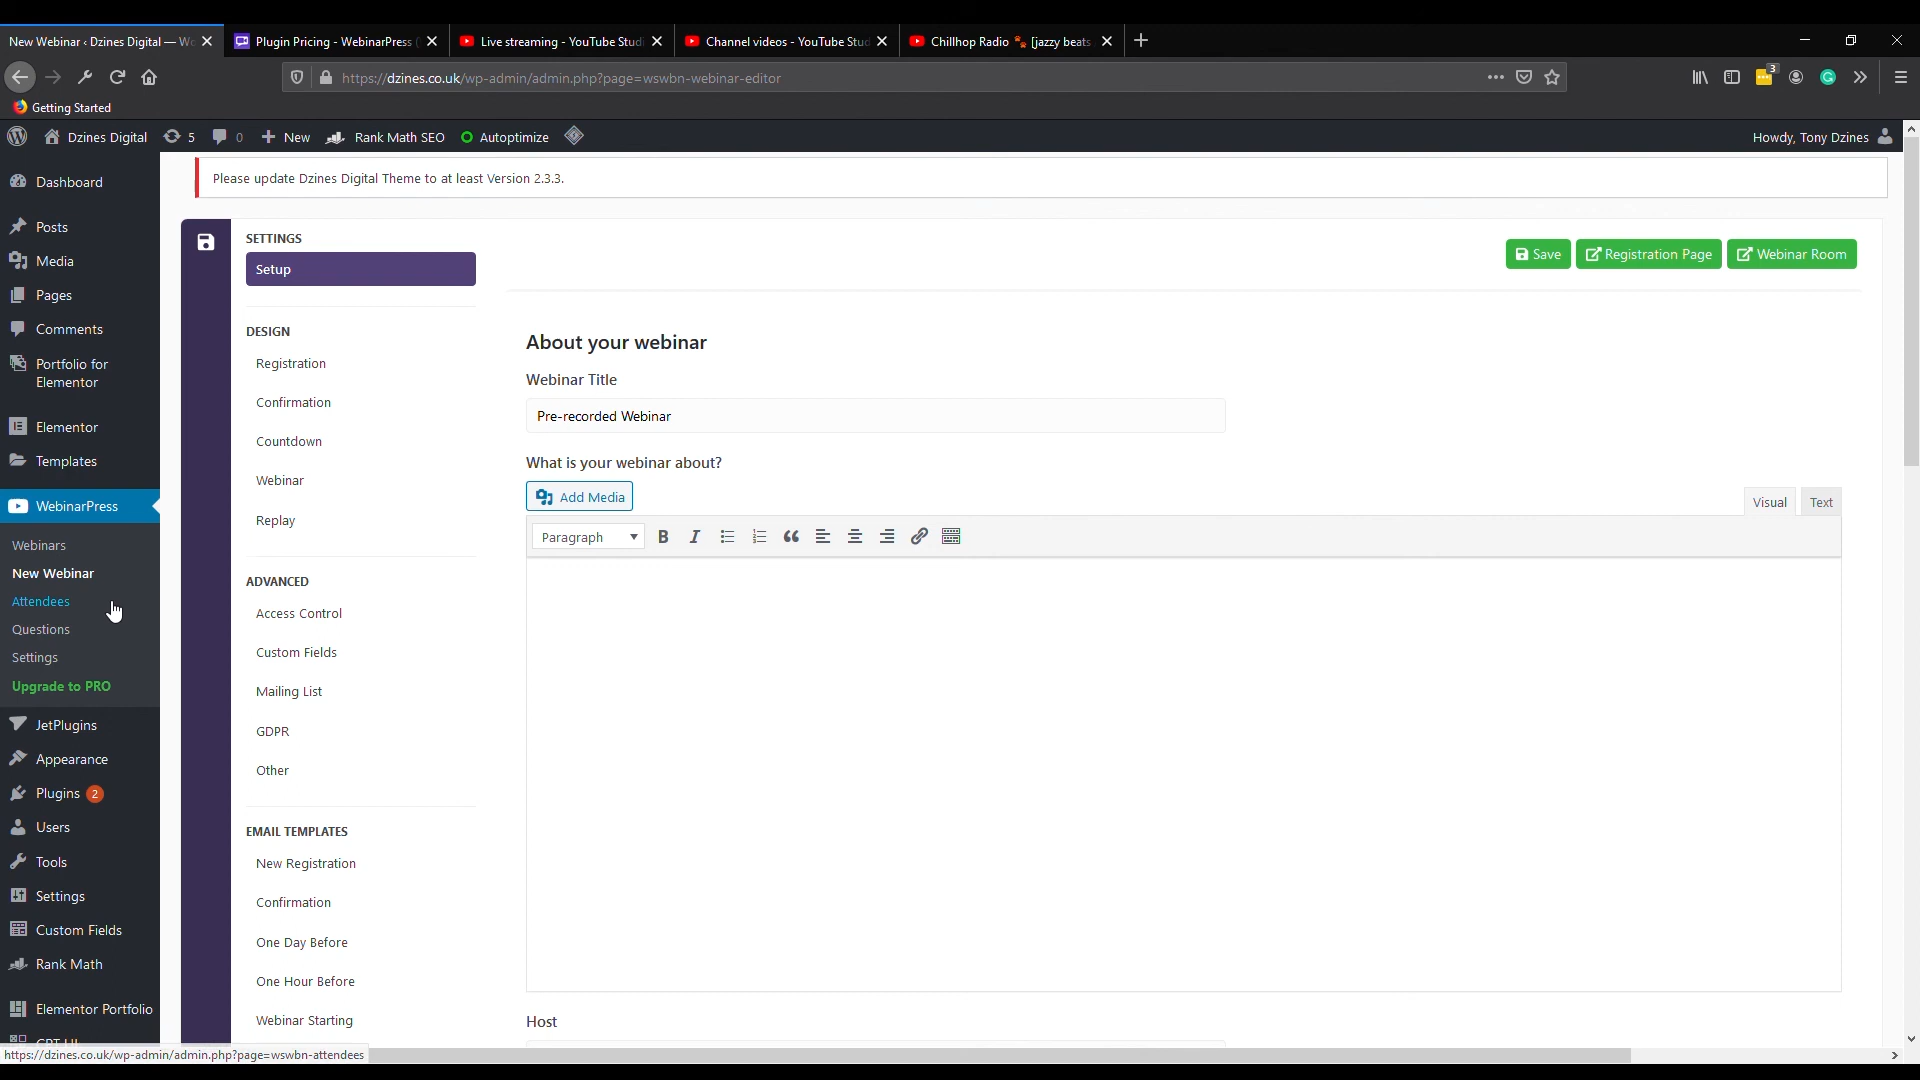 New Webinar ‹ Dzines Digital — Wo
Plugin Pricing - WebinarPress (
Live streaming - YouTube Studi
Channel videos - YouTube Stud
Chillhop Radio 🐾 [jazzy beats
https://dzines.co.uk/wp-admin/admin.php?page=wswbn-webinar-editor
3
Getting Started
Dzines Digital
5
0
New
Rank Math SEO
Autoptimize
Howdy, Tony Dzines
Please update Dzines Digital Theme to at least Version 2.3.3.
Dashboard
Posts
Media
Pages
Comments
Portfolio for
Elementor
Elementor
Templates
WebinarPress
Webinars
New Webinar
Attendees
Questions
Settings
Upgrade to PRO
JetPlugins
Appearance
Plugins 2
Users
Tools
Settings
Custom Fields
Rank Math
Elementor Portfolio
CPT UI
https://dzines.co.uk/wp-admin/admin.php?page=wswbn-attendees
SETTINGS
Setup
DESIGN
Registration
Confirmation
Countdown
Webinar
Replay
ADVANCED
Access Control
Custom Fields
Mailing List
GDPR
Other
EMAIL TEMPLATES
New Registration
Confirmation
One Day Before
One Hour Before
Webinar Starting
Save
Registration Page
Webinar Room
About your webinar
Webinar Title
Pre-recorded Webinar
What is your webinar about?
Add Media
Visual
Text
Paragraph
Host